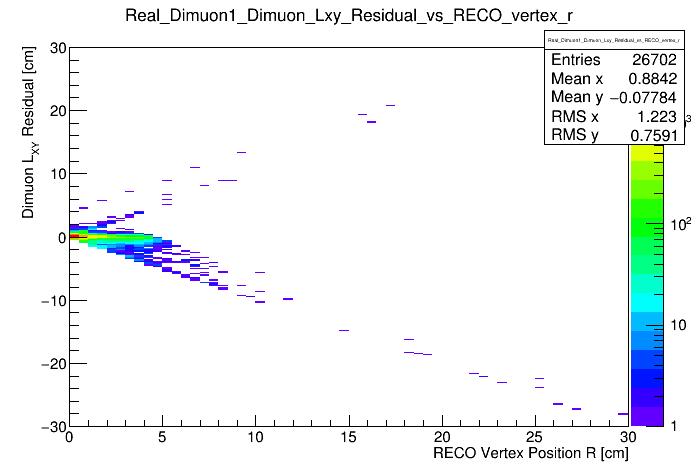 Real_Dimuon1_Dimuon_Lxy_Residual_vs_RECO_vertex_r
Real_Dimuon1_Dimuon_Lxy_Residual_vs_RECO_vertex_r
Entries 26702
Mean x 0.8842
Mean y −0.07784
RMS x 1.223
RMS y 0.7591
Dimuon LXY Residual [cm]
30
20
10
0
−10
−20
−30
0 5 10 15 20 25 30
RECO Vertex Position R [cm]
3
10²
10
1